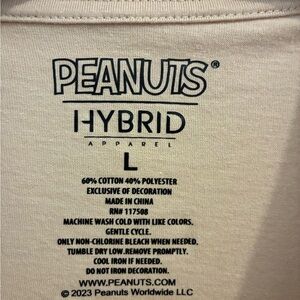 PEANUTS®
HYBRID
APPAREL
L
60% COTTON 40% POLYESTER
EXCLUSIVE OF DECORATION
MADE IN CHINA
RN# 117508
MACHINE WASH COLD WITH LIKE COLORS.
GENTLE CYCLE.
ONLY NON-CHLORINE BLEACH WHEN NEEDED.
TUMBLE DRY LOW.REMOVE PROMPTLY.
COOL IRON IF NEEDED.
DO NOT IRON DECORATION.
WWW.PEANUTS.COM
© 2023 Peanuts Worldwide LLC